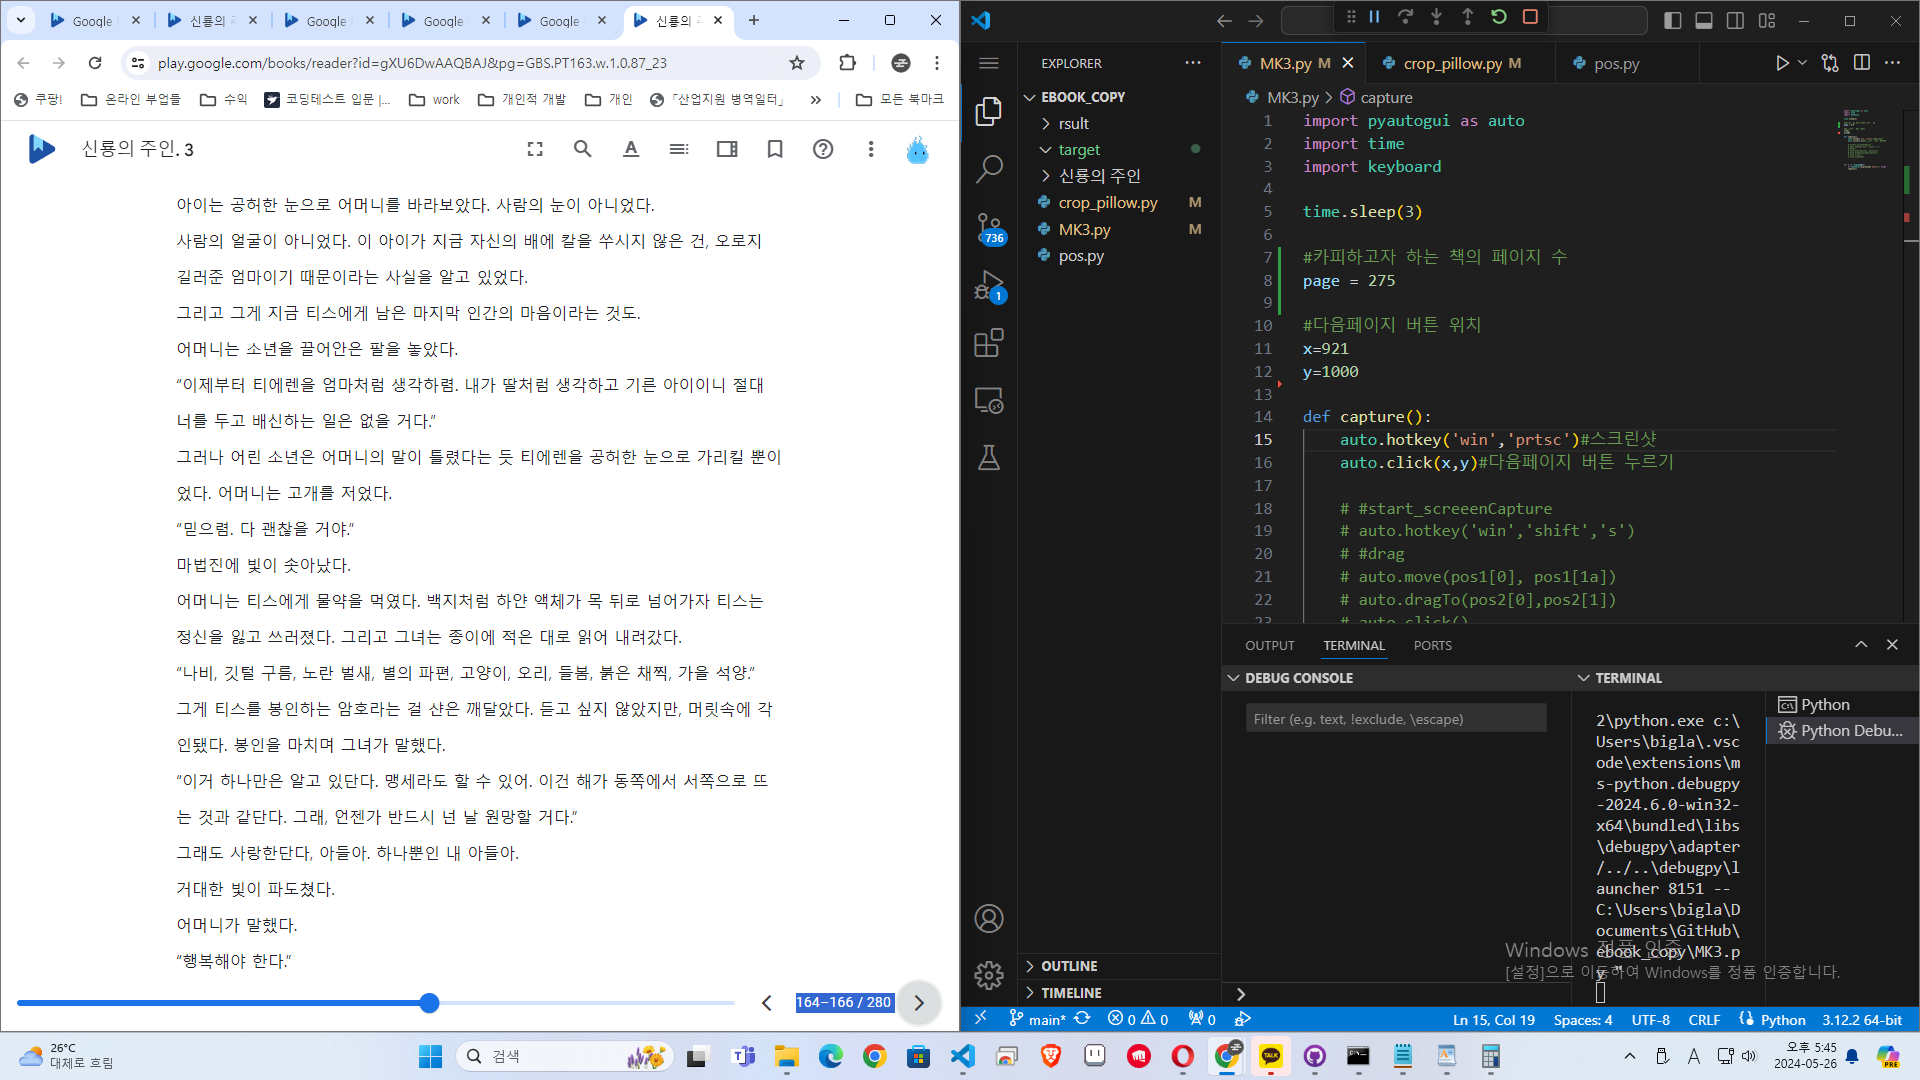 Google
신룡의 주
Google
Google
Google
신룡의 주
play.google.com/books/reader?id=gXU6DwAAQBAJ&pg=GBS.PT163.w.1.0.87_23
쿠팡!
온라인 부업들
수익
코딩테스트 입문 |...
work
개인적 개발
개인
「산업지원 병역일터」
»
모든 북마크
신룡의 주인. 3
아이는 공허한 눈으로 어머니를 바라보았다. 사람의 눈이 아니었다.
사람의 얼굴이 아니었다. 이 아이가 지금 자신의 배에 칼을 쑤시지 않은 건, 오로지
길러준 엄마이기 때문이라는 사실을 알고 있었다.
그리고 그게 지금 티스에게 남은 마지막 인간의 마음이라는 것도.
어머니는 소년을 끌어안은 팔을 놓았다.
“이제부터 티에렌을 엄마처럼 생각하렴. 내가 딸처럼 생각하고 기른 아이이니 절대
너를 두고 배신하는 일은 없을 거다.”
그러나 어린 소년은 어머니의 말이 틀렸다는 듯 티에렌을 공허한 눈으로 가리킬 뿐이
었다. 어머니는 고개를 저었다.
“믿으렴. 다 괜찮을 거야.”
마법진에 빛이 솟아났다.
어머니는 티스에게 물약을 먹였다. 백지처럼 하얀 액체가 목 뒤로 넘어가자 티스는
정신을 잃고 쓰러졌다. 그리고 그녀는 종이에 적은 대로 읽어 내려갔다.
“나비, 깃털 구름, 노란 벌새, 별의 파편, 고양이, 오리, 들봄, 붉은 채찍, 가을 석양.”
그게 티스를 봉인하는 암호라는 걸 샨은 깨달았다. 듣고 싶지 않았지만, 머릿속에 각
인됐다. 봉인을 마치며 그녀가 말했다.
“이거 하나만은 알고 있단다. 맹세라도 할 수 있어. 이건 해가 동쪽에서 서쪽으로 뜨
는 것과 같단다. 그래, 언젠가 반드시 넌 날 원망할 거다.”
그래도 사랑한단다, 아들아. 하나뿐인 내 아들아.
거대한 빛이 파도쳤다.
어머니가 말했다.
“행복해야 한다.”
164–166 / 280
EXPLORER
EBOOK_COPY
rsult
target
신룡의 주인
crop_pillow.py M
MK3.py M
pos.py
736
1
OUTLINE
TIMELINE
MK3.py M
crop_pillow.py M
pos.py
MK3.py > capture
1 import pyautogui as auto
2 import time
3 import keyboard
4
5 time.sleep(3)
6
7 #카피하고자 하는 책의 페이지 수
8 page = 275
9
10 #다음페이지 버튼 위치
11 x=921
12 y=1000
13
14 def capture():
15 auto.hotkey('win','prtsc')#스크린샷
16 auto.click(x,y)#다음페이지 버튼 누르기
17
18 # #start_screeenCapture
19 # auto.hotkey('win','shift','s')
20 # #drag
21 # auto.move(pos1[0], pos1[1a])
22 # auto.dragTo(pos2[0],pos2[1])
23 # auto.click()
OUTPUT
TERMINAL
PORTS
DEBUG CONSOLE
Filter (e.g. text, !exclude, \escape)
TERMINAL
2\python.exe c:\
Users\bigla\.vsc
ode\extensions\m
s-python.debugpy
-2024.6.0-win32-
x64\bundled\libs
\debugpy\adapter
/../..\debugpy\l
auncher 8151 --
C:\Users\bigla\D
ocuments\GitHub\
ebook_copy\MK3.p
y "
Python
Python Debu...
Windows 정품 인증
[설정]으로 이동하여 Windows를 정품 인증합니다.
main*
0 0
0
Ln 15, Col 19
Spaces: 4
UTF-8
CRLF
Python
3.12.2 64-bit
26°C
대체로 흐림
검색
TALK
A
오후 5:45
2024-05-26
PRE